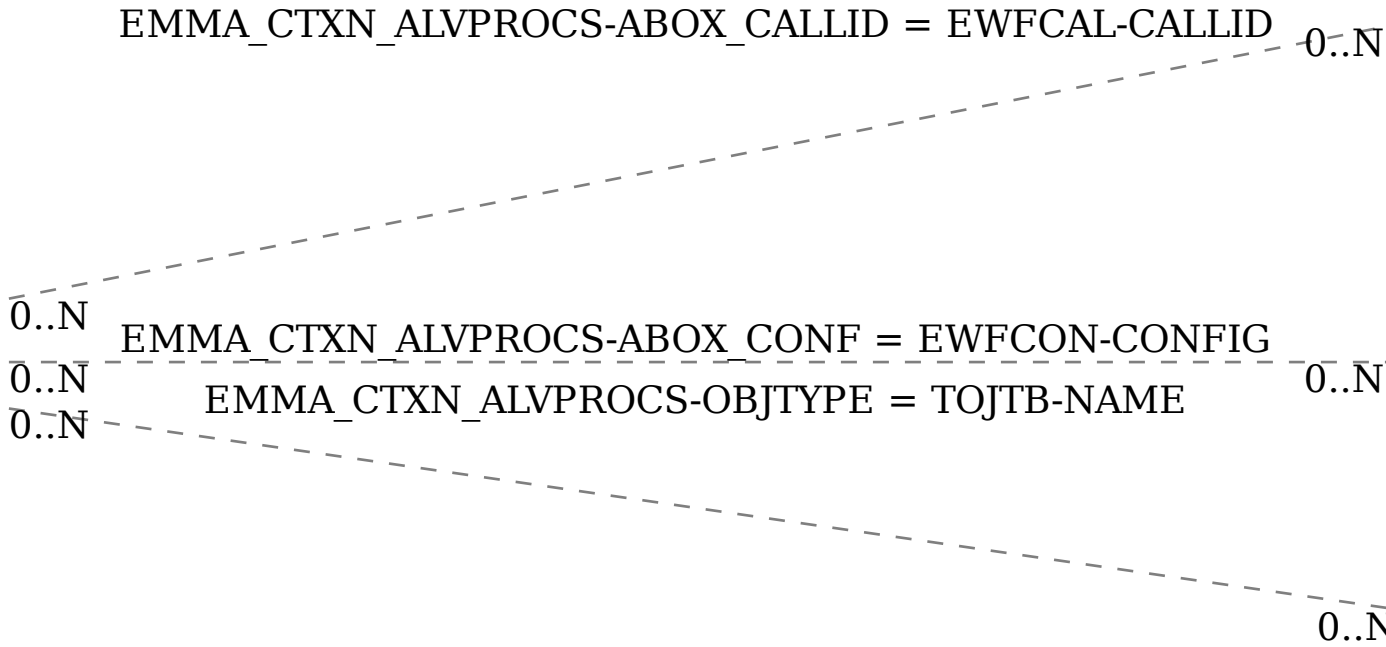 EMMA_CTXN_ALVPROCS-ABOX_CALLID = EWFCAL-CALLID
0..N
0..N
EMMA_CTXN_ALVPROCS-ABOX_CONF = EWFCON-CONFIG
0..N
0..N
EMMA_CTXN_ALVPROCS-OBJTYPE = TOJTB-NAME
0..N
0..N